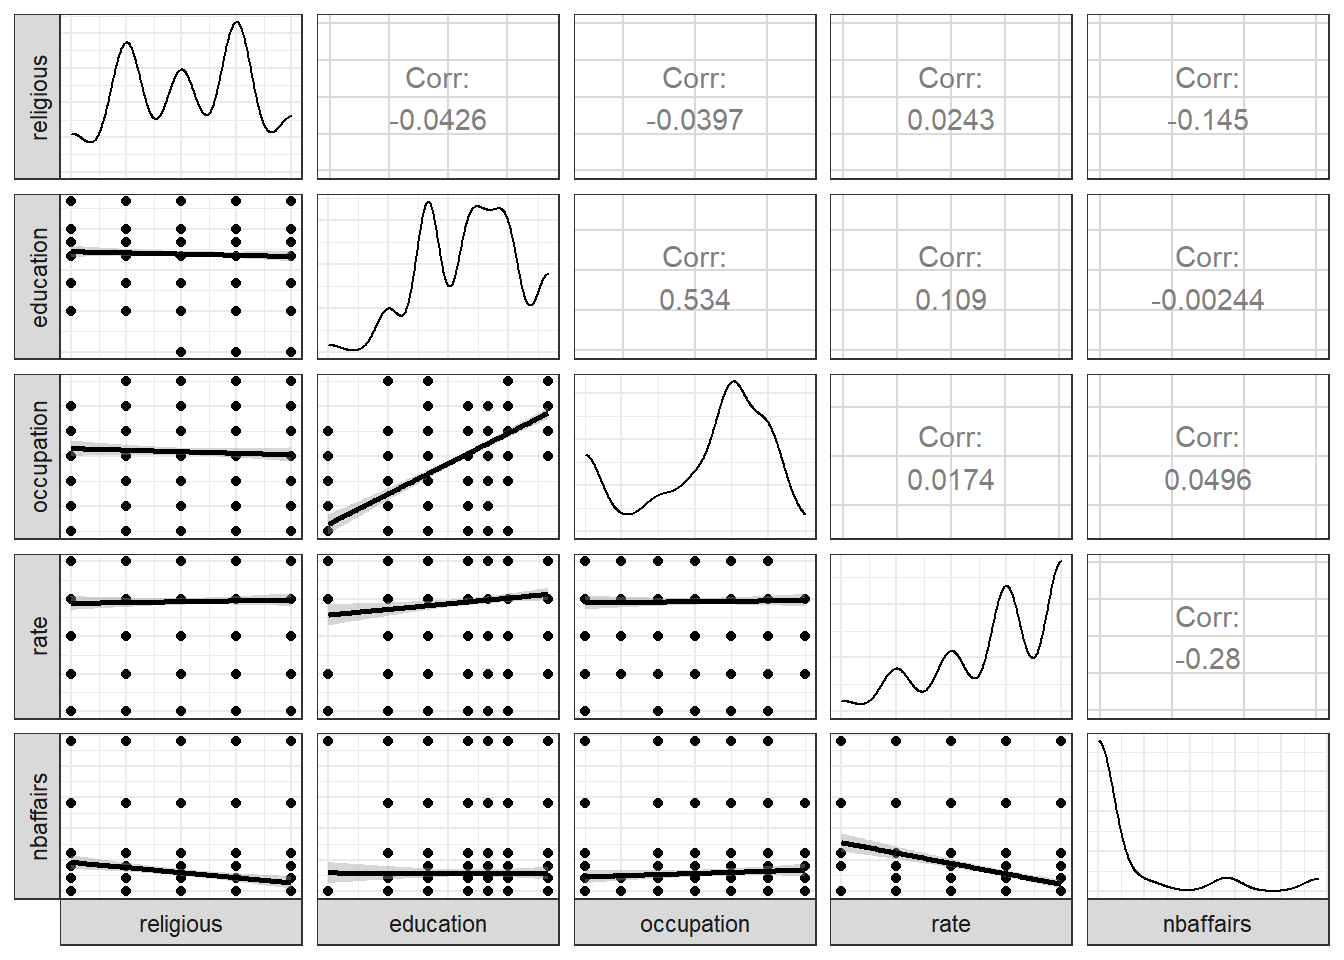 religious
Corr:
-0.0426
Corr:
-0.0397
Corr:
0.0243
Corr:
-0.145
education
Corr:
0.534
Corr:
0.109
Corr:
-0.00244
occupation
Corr:
0.0174
Corr:
0.0496
rate
Corr:
-0.28
nbaffairs
religious
education
occupation
rate
nbaffairs